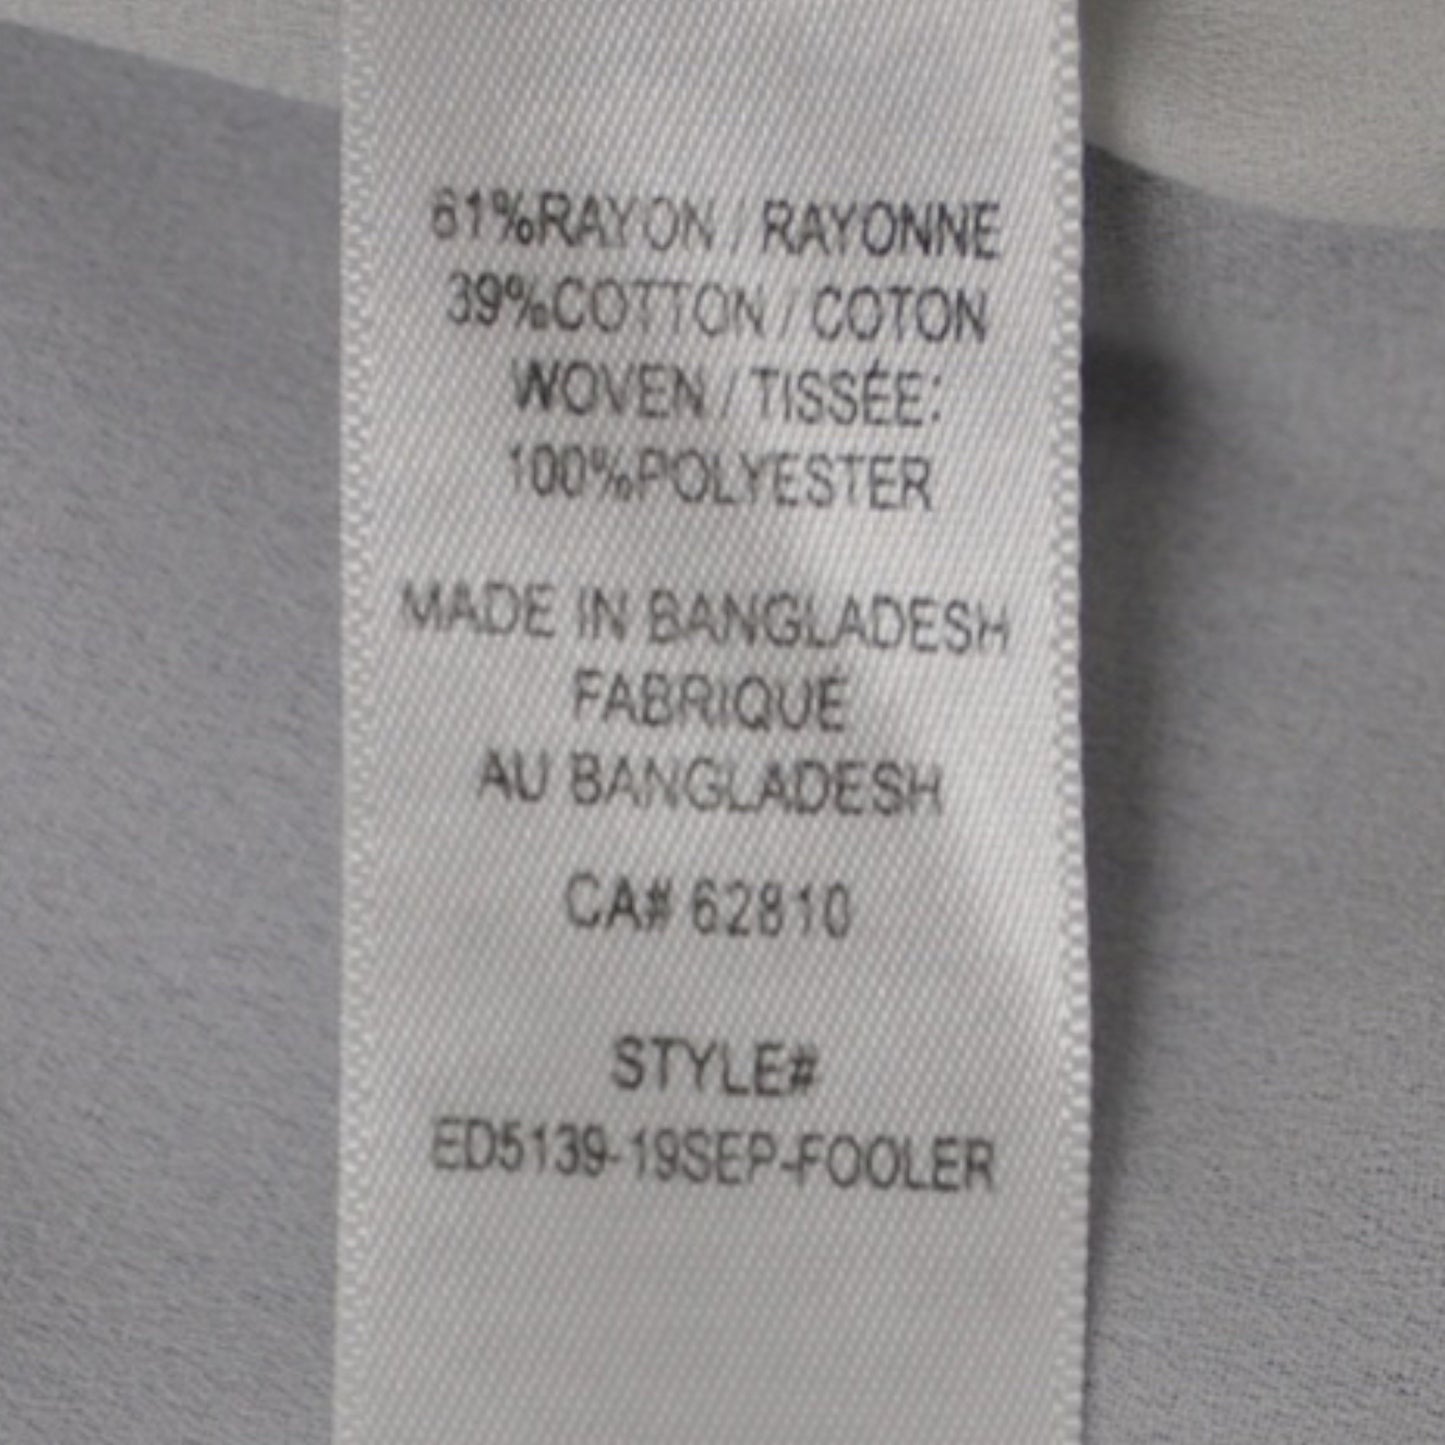 61%RAYON / RAYONNE
39%COTTON / COTON
WOVEN / TISSÉE:
100%POLYESTER
MADE IN BANGLADESH
FABRIQUÉ
AU BANGLADESH
CA# 62810
STYLE#
ED5139-19SEP-FOOLER